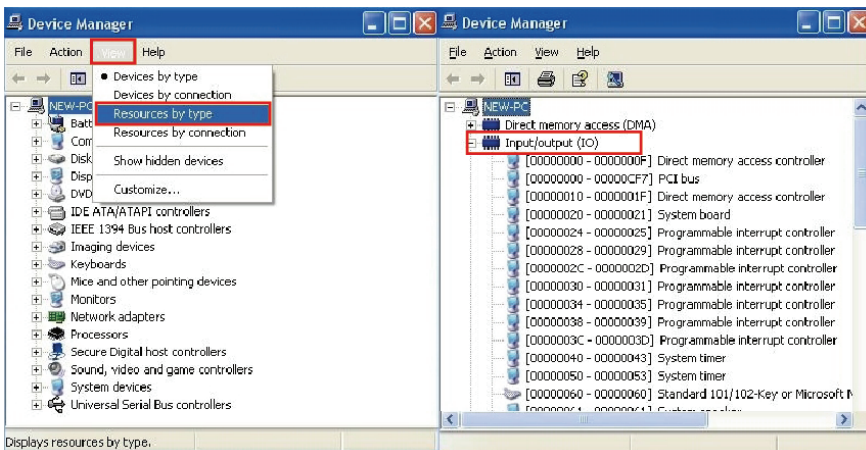 Device Manager
File Action View Help
Devices by type
Devices by connection
Resources by type
Resources by connection
Show hidden devices
Customize...
NEW-PC
Batt
Com
Disk
Disp
DVD
IDE ATA/ATAPI controllers
IEEE 1394 Bus host controllers
Imaging devices
Keyboards
Mice and other pointing devices
Monitors
Network adapters
Processors
Secure Digital host controllers
Sound, video and game controllers
System devices
Universal Serial Bus controllers
Displays resources by type.
Device Manager
File Action View Help
NEW-PC
Direct memory access (DMA)
Input/output (IO)
[00000000 - 0000000F] Direct memory access controller
[00000000 - 00000CF7] PCI bus
[00000010 - 0000001F] Direct memory access controller
[00000020 - 00000021] System board
[00000024 - 00000025] Programmable interrupt controller
[00000028 - 00000029] Programmable interrupt controller
[0000002C - 0000002D] Programmable interrupt controller
[00000030 - 00000031] Programmable interrupt controller
[00000034 - 00000035] Programmable interrupt controller
[00000038 - 00000039] Programmable interrupt controller
[0000003C - 0000003D] Programmable interrupt controller
[00000040 - 00000043] System timer
[00000050 - 00000053] System timer
[00000060 - 00000060] Standard 101/102-Key or Microsoft N